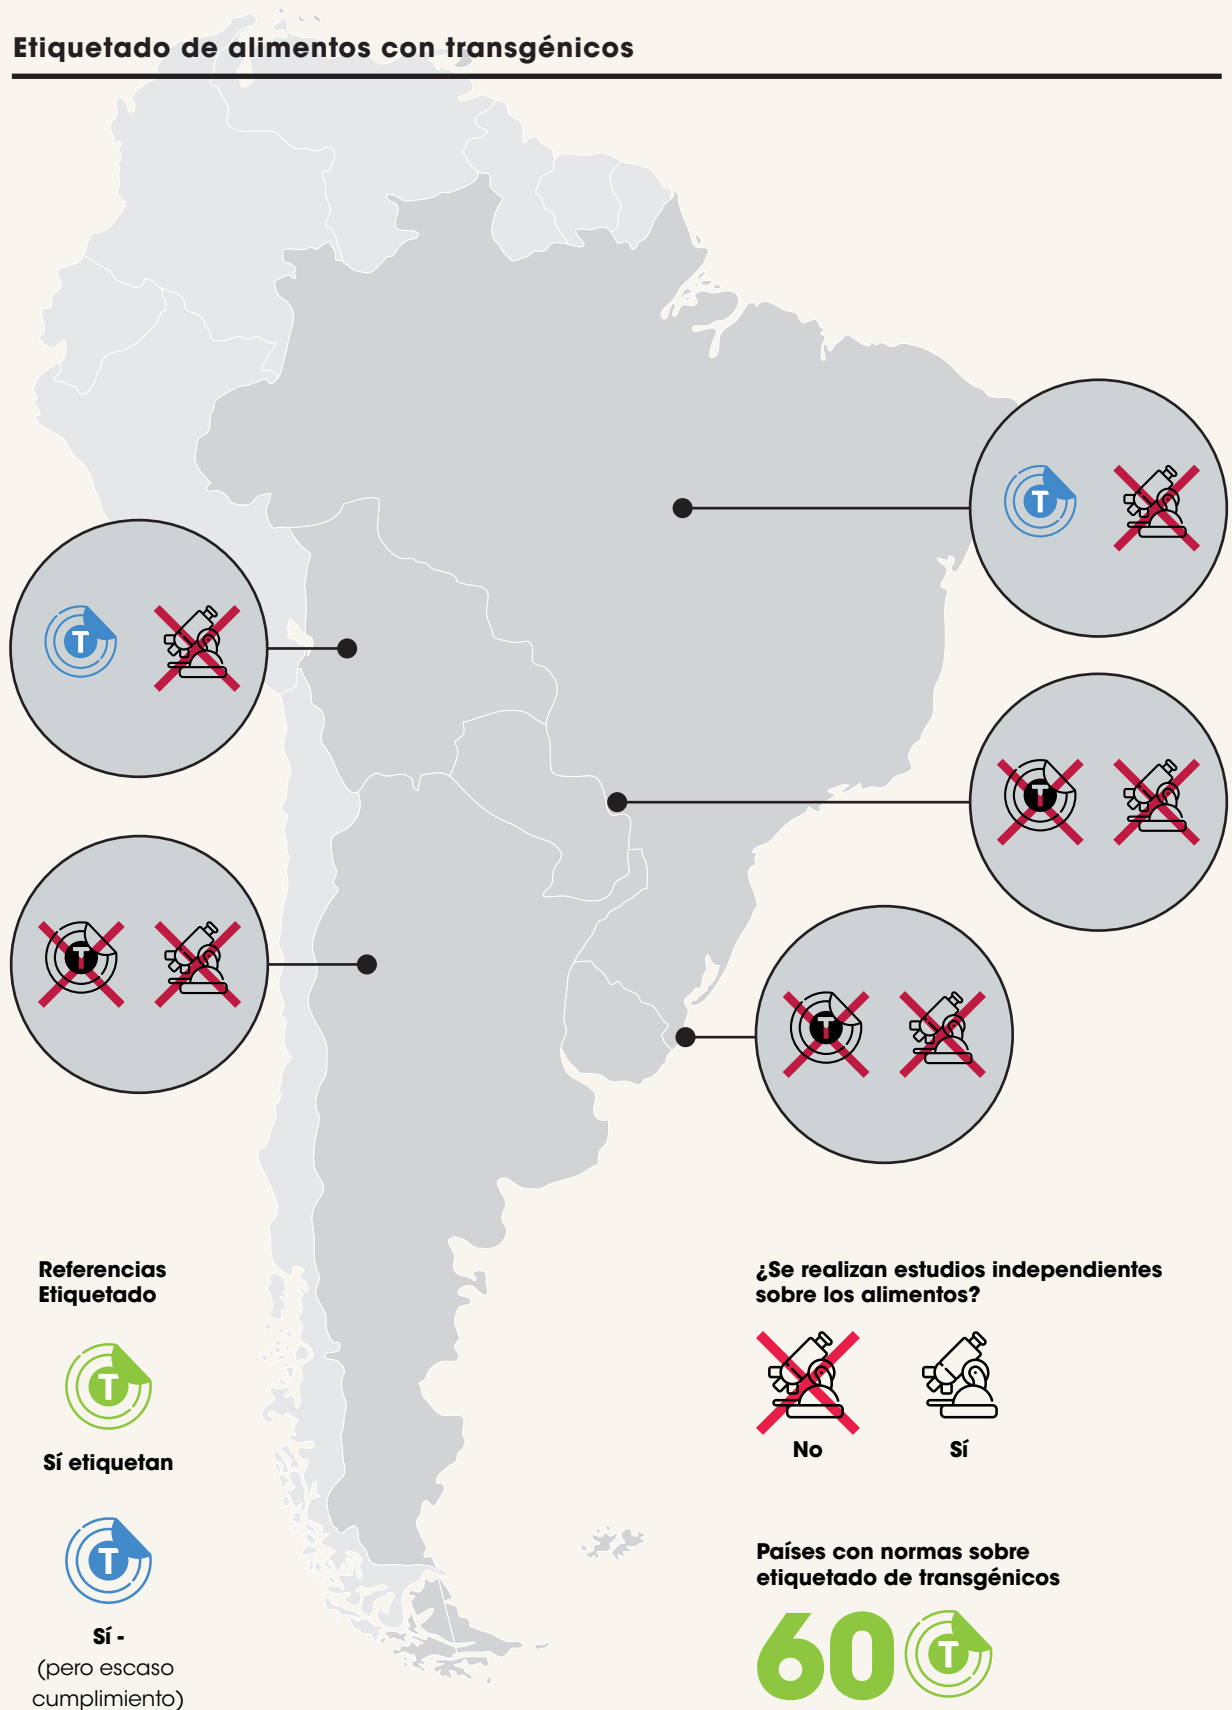 Etiquetado de alimentos con transgénicos
T
T
T
T
T
Referencias
Etiquetado
T
Sí etiquetan
T
Sí -
(pero escaso
cumplimiento)
¿Se realizan estudios independientes
sobre los alimentos?
No
Sí
Países con normas sobre
etiquetado de transgénicos
60 T